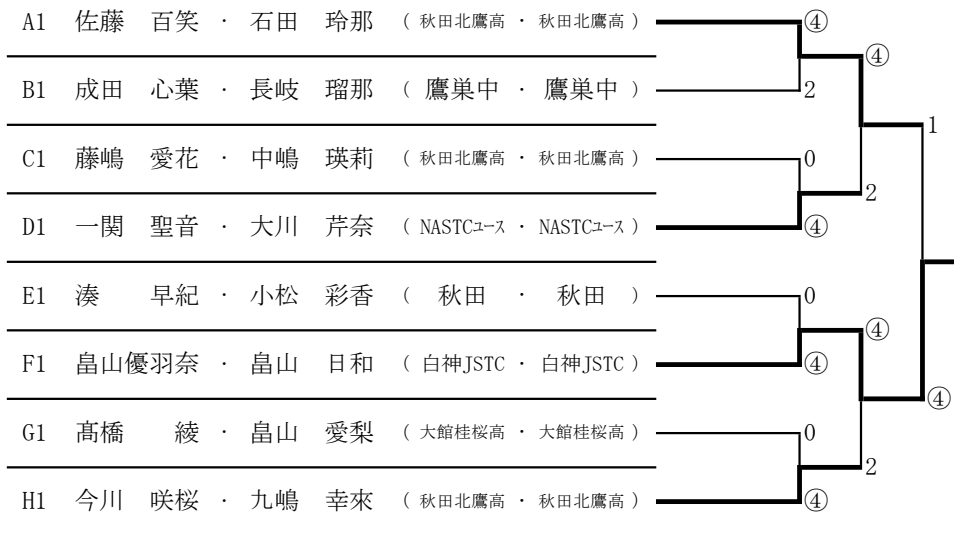 A1 佐藤 百笑 ・ 石田 玲那 ( 秋田北鷹高 ・ 秋田北鷹高 ) ④
④
B1 成田 心葉 ・ 長岐 瑠那 ( 鷹巣中 ・ 鷹巣中 ) 2
1
C1 藤嶋 愛花 ・ 中嶋 瑛莉 ( 秋田北鷹高 ・ 秋田北鷹高 ) 0
2
D1 一関 聖音 ・ 大川 芹奈 ( NASTCユース ・ NASTCユース ) ④
E1 湊 早紀 ・ 小松 彩香 ( 秋田 ・ 秋田 ) 0
④
F1 畠山優羽奈 ・ 畠山 日和 ( 白神JSTC ・ 白神JSTC ) ④
④
G1 髙橋 綾 ・ 畠山 愛梨 ( 大館桂桜高 ・ 大館桂桜高 ) 0
2
H1 今川 咲桜 ・ 九嶋 幸來 ( 秋田北鷹高 ・ 秋田北鷹高 ) ④